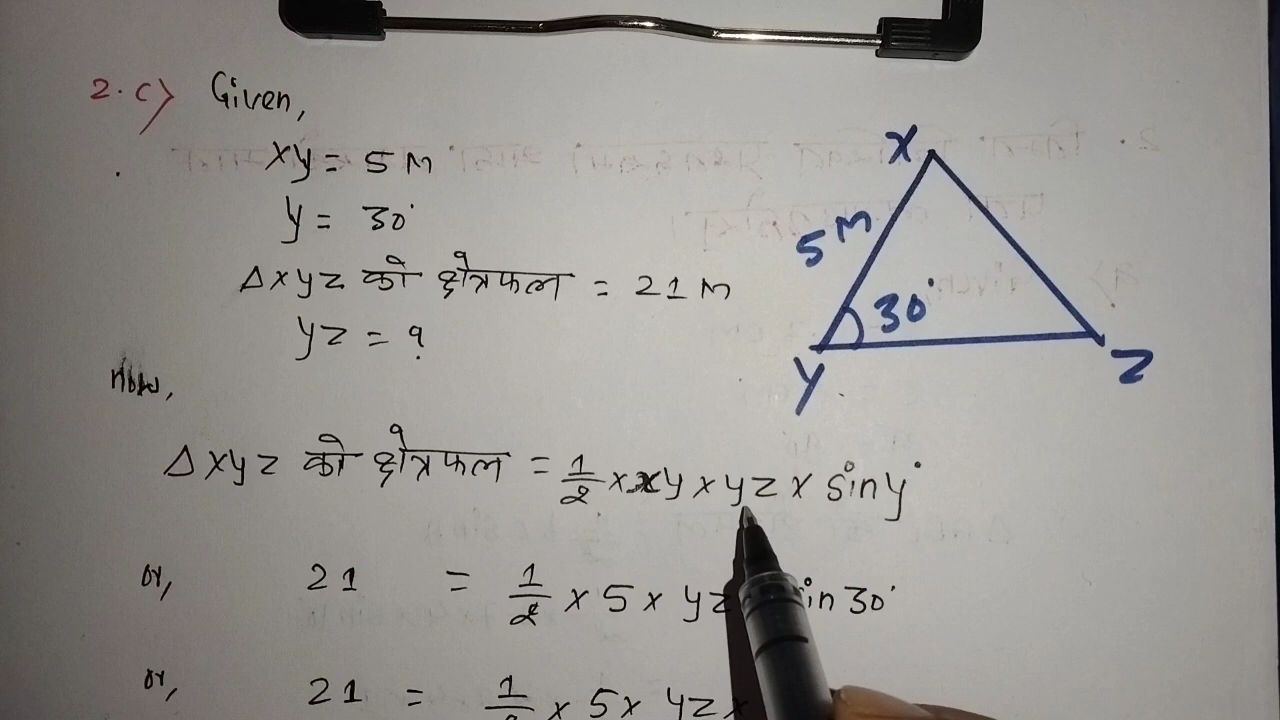 2.c) Given,
xy = 5 m
y = 30°
Δxyz को क्षेत्रफल = 21 m
yz = ?
Now,
Δxyz को क्षेत्रफल = 1/2 × xy × yz × sin y°
or, 21 = 1/2 × 5 × yz sin 30°
or, 21 = 1/2 × 5 × yz ×
X
5 m
30°
y
z